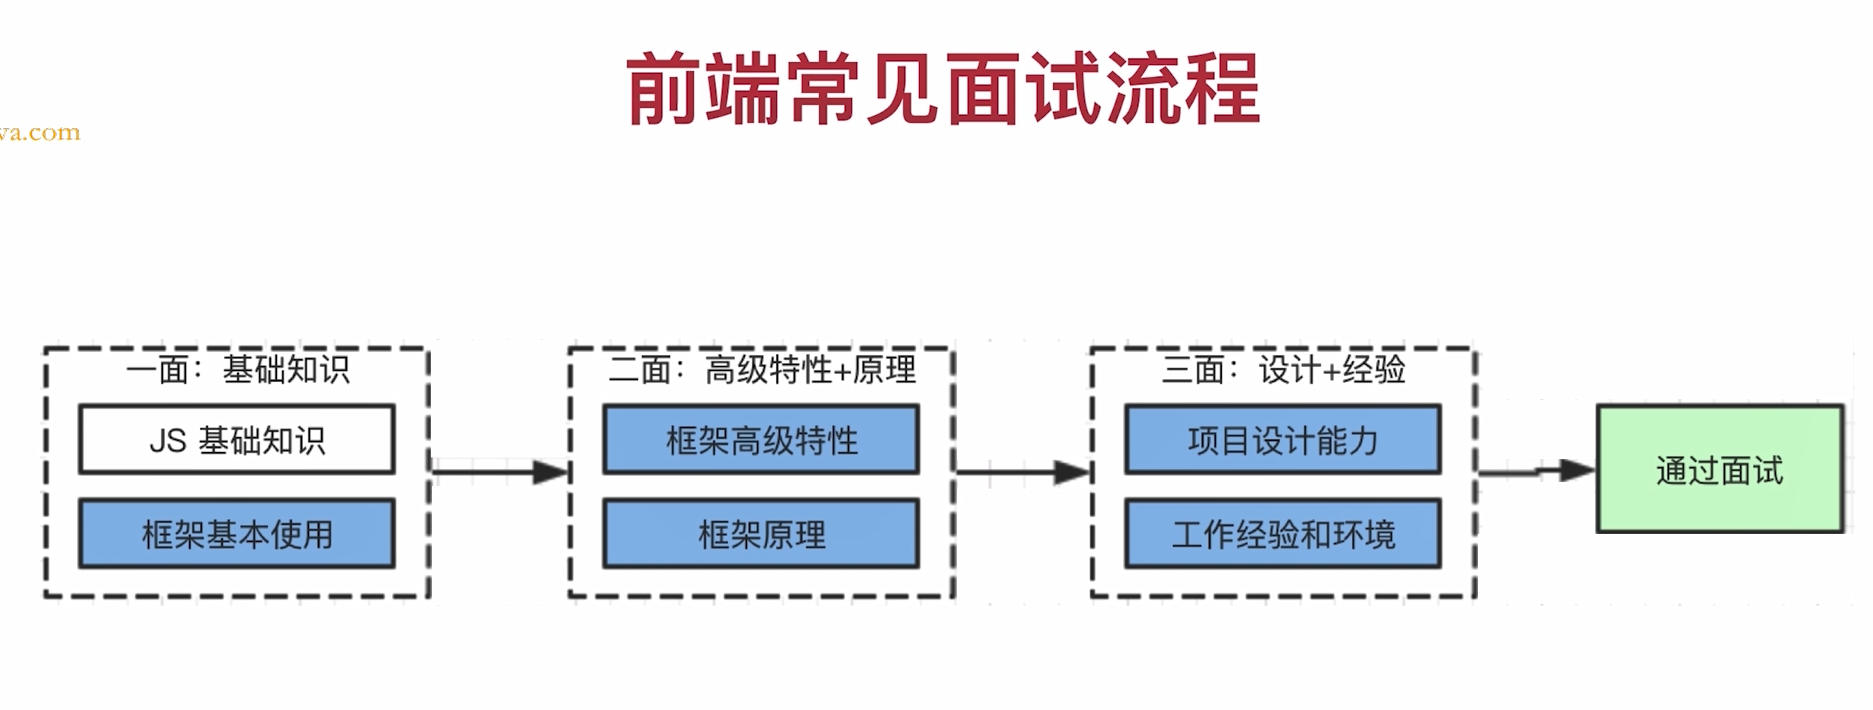 前端常见面试流程
va.com
一面：基础知识
JS 基础知识
框架基本使用
二面：高级特性+原理
框架高级特性
框架原理
三面：设计+经验
项目设计能力
工作经验和环境
通过面试